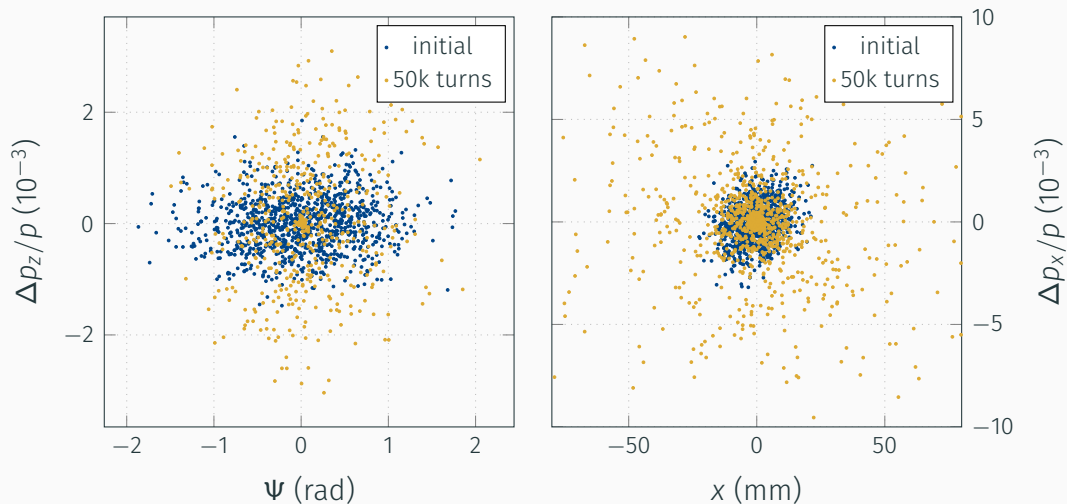 initial
50k turns
2
0
−2
Δp_z/p (10⁻³)
−2
−1
0
1
2
Ψ (rad)
initial
50k turns
10
5
0
−5
−10
Δp_x/p (10⁻³)
−50
0
50
x (mm)